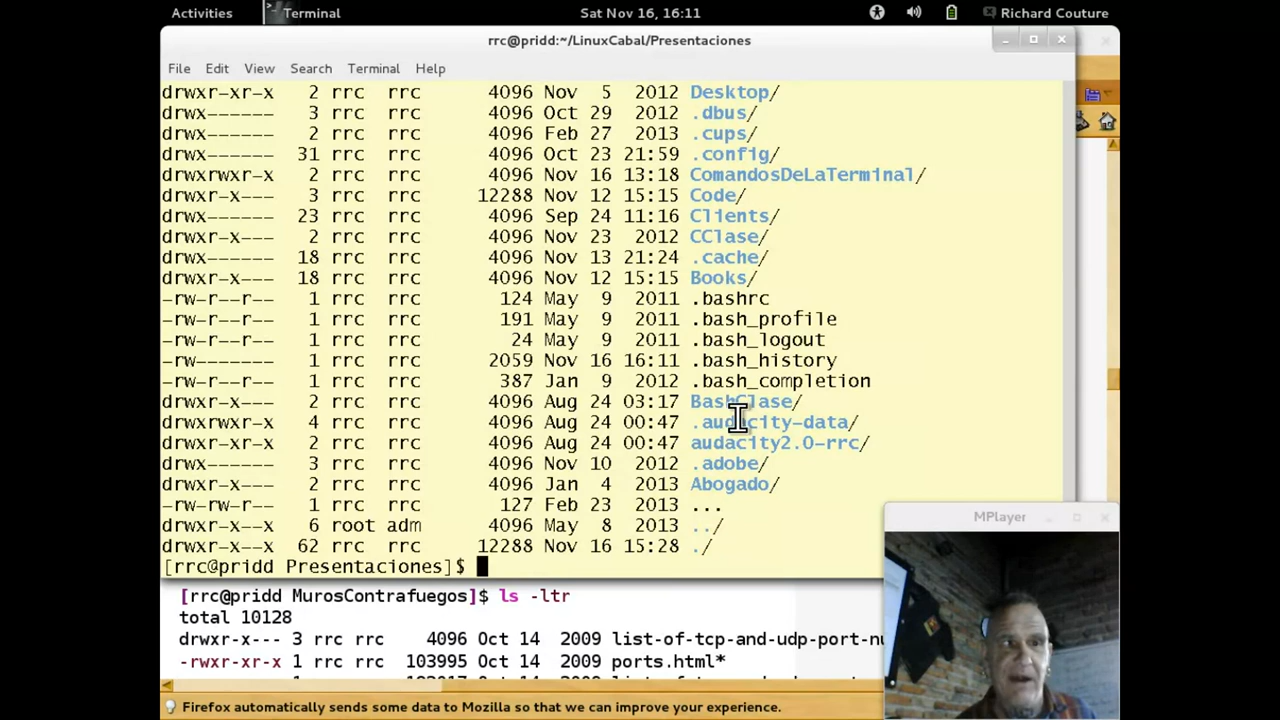 Activities Terminal Sat Nov 16, 16:11 Richard Couture
rrc@pridd:~/LinuxCabal/Presentaciones
File Edit View Search Terminal Help
drwxr-xr-x 2 rrc rrc 4096 Nov 5 2012 Desktop/
drwx------ 3 rrc rrc 4096 Oct 29 2012 .dbus/
drwx------ 2 rrc rrc 4096 Feb 27 2013 .cups/
drwx------ 31 rrc rrc 4096 Oct 23 21:59 .config/
drwxrwxr-x 2 rrc rrc 4096 Nov 16 13:18 ComandosDeLaTerminal/
drwxr-x--- 3 rrc rrc 12288 Nov 12 15:15 Code/
drwx------ 23 rrc rrc 4096 Sep 24 11:16 Clients/
drwxr-x--- 2 rrc rrc 4096 Nov 23 2012 CClase/
drwx------ 18 rrc rrc 4096 Nov 13 21:24 .cache/
drwxr-x--- 18 rrc rrc 4096 Nov 12 15:15 Books/
-rw-r--r-- 1 rrc rrc 124 May 9 2011 .bashrc
-rw-r--r-- 1 rrc rrc 191 May 9 2011 .bash_profile
-rw-r--r-- 1 rrc rrc 24 May 9 2011 .bash_logout
-rw------- 1 rrc rrc 2059 Nov 16 16:11 .bash_history
-rw-r--r-- 1 rrc rrc 387 Jan 9 2012 .bash_completion
drwxr-xr-x 2 rrc rrc 4096 Aug 24 03:17 BashClase/
drwxrwxr-x 4 rrc rrc 4096 Aug 24 00:47 .audacity-data/
drwxr-xr-x 2 rrc rrc 4096 Aug 24 00:47 audacity2.0-rrc/
drwx------ 3 rrc rrc 4096 Nov 10 2012 .adobe/
drwxr-x--- 2 rrc rrc 4096 Jan 4 2013 Abogado/
-rw-rw-r-- 1 rrc rrc 127 Feb 23 2013 ...
drwxr-xr-x 6 root adm 4096 May 8 2013 ../
drwxr-xr-x 62 rrc rrc 12288 Nov 16 15:28 ./
[rrc@pridd Presentaciones]$
MPlayer
[rrc@pridd MurosContrafuegos]$ ls -ltr
total 10128
drwxr-x--- 3 rrc rrc 4096 Oct 14 2009 list-of-tcp-and-udp-port-nu
-rwxr-xr-x 1 rrc rrc 103995 Oct 14 2009 ports.html*
Firefox automatically sends some data to Mozilla so that we can improve your experience.